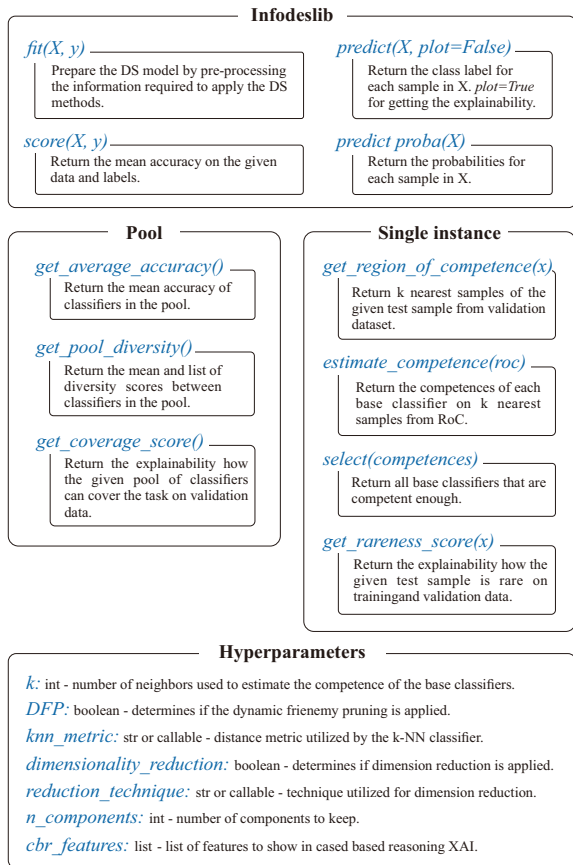 Infodeslib
fit(X, y)
Prepare the DS model by pre-processing
the information required to apply the DS
methods.
predict(X, plot=False)
Return the class label for
each sample in X. plot=True
for getting the explainability.
score(X, y)
Return the mean accuracy on the given
data and labels.
predict proba(X)
Return the probabilities for
each sample in X.
Pool
get_average_accuracy()
Return the mean accuracy of
classifiers in the pool.
get_pool_diversity()
Return the mean and list of
diversity scores between
classifiers in the pool.
get_coverage_score()
Return the explainability how
the given pool of classifiers
can cover the task on validation
data.
Single instance
get_region_of_competence(x)
Return k nearest samples of the
given test sample from validation
dataset.
estimate_competence(roc)
Return the competences of each
base classifier on k nearest
samples from RoC.
select(competences)
Return all base classifiers that are
competent enough.
get_rareness_score(x)
Return the explainability how the
given test sample is rare on
trainingand validation data.
Hyperparameters
k: int - number of neighbors used to estimate the competence of the base classifiers.
DFP: boolean - determines if the dynamic frienemy pruning is applied.
knn_metric: str or callable - distance metric utilized by the k-NN classifier.
dimensionality_reduction: boolean - determines if dimension reduction is applied.
reduction_technique: str or callable - technique utilized for dimension reduction.
n_components: int - number of components to keep.
cbr_features: list - list of features to show in cased based reasoning XAI.